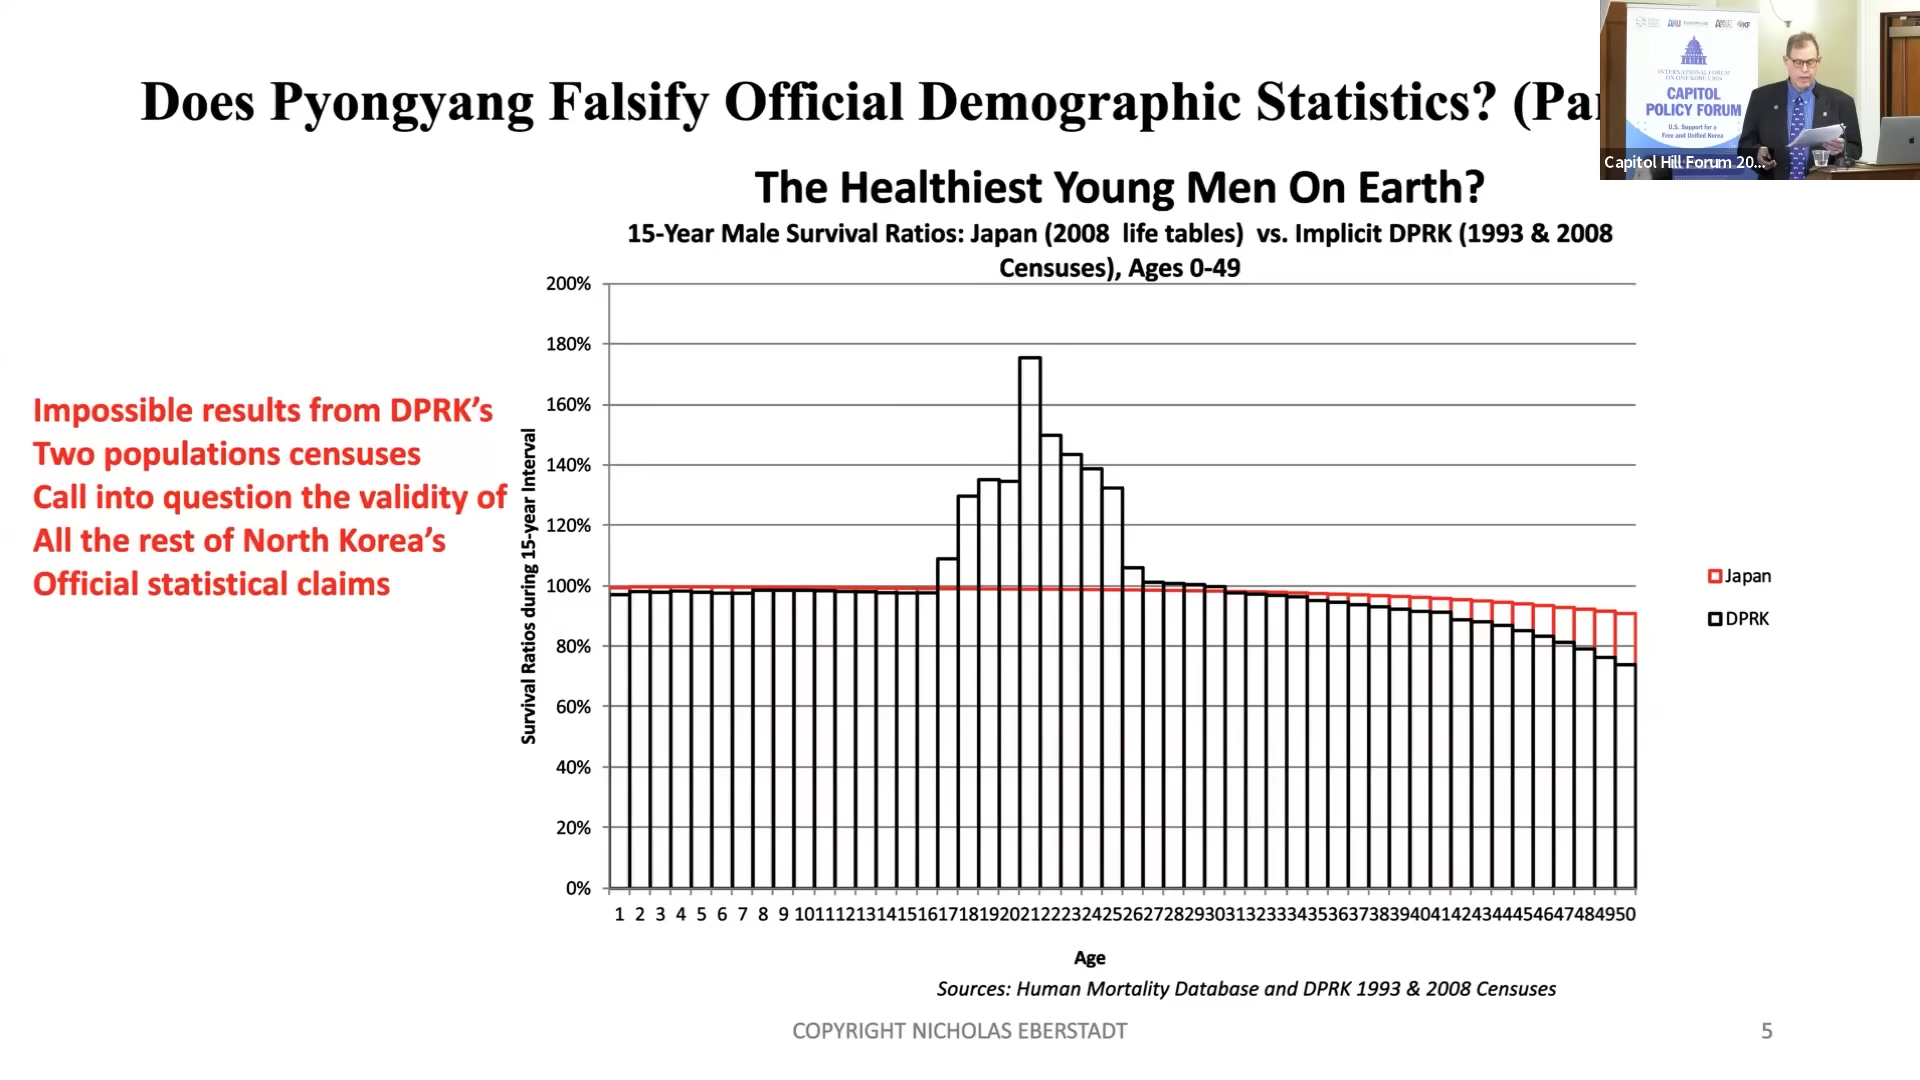 Does Pyongyang Falsify Official Demographic Statistics? (Pa
INTERNATIONAL FORUM
ON ONE KOREA 2024
CAPITOL
POLICY FORUM
U.S. Support for a
Free and Unified Korea
Capitol Hill Forum 20...
The Healthiest Young Men On Earth?
15-Year Male Survival Ratios: Japan (2008 life tables) vs. Implicit DPRK (1993 & 2008
Censuses), Ages 0-49
Impossible results from DPRK's
Two populations censuses
Call into question the validity of
All the rest of North Korea's
Official statistical claims
Survival Ratios during 15-year Interval
200%
180%
160%
140%
120%
100%
80%
60%
40%
20%
0%
Japan
DPRK
1 2 3 4 5 6 7 8 9 10 11 12 13 14 15 16 17 18 19 20 21 22 23 24 25 26 27 28 29 30 31 32 33 34 35 36 37 38 39 40 41 42 43 44 45 46 47 48 49 50
Age
Sources: Human Mortality Database and DPRK 1993 & 2008 Censuses
COPYRIGHT NICHOLAS EBERSTADT
5